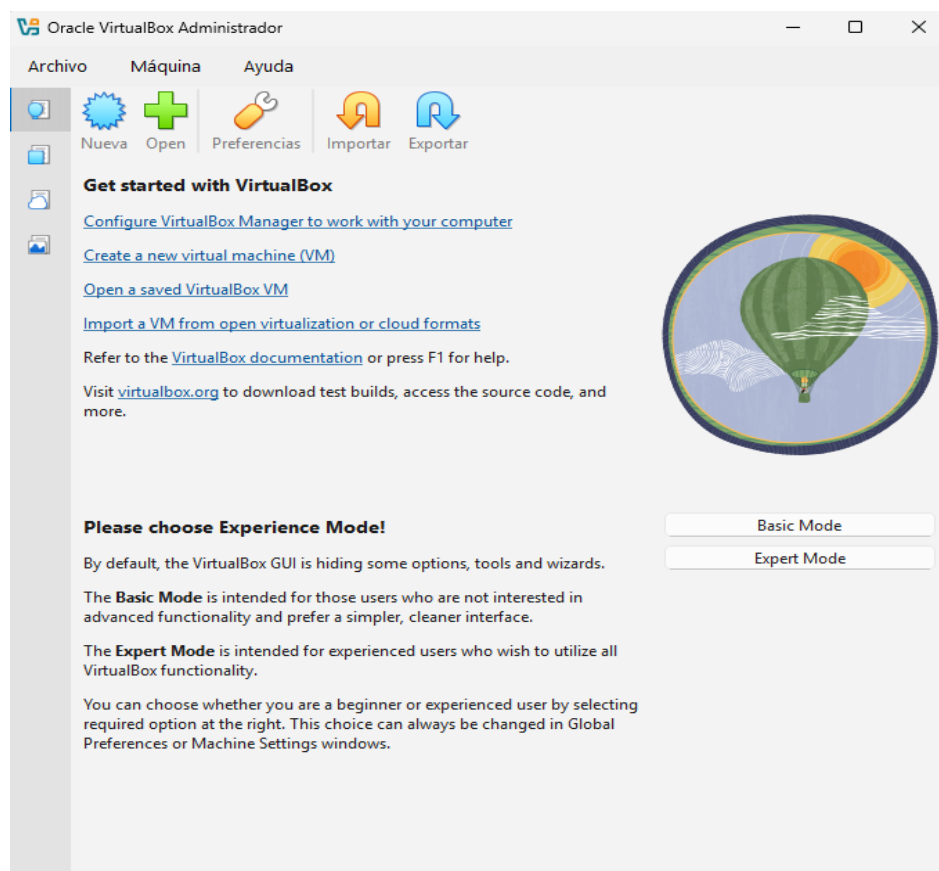 Oracle VirtualBox Administrador
Archivo Máquina Ayuda
Nueva Open Preferencias Importar Exportar
Get started with VirtualBox
Configure VirtualBox Manager to work with your computer
Create a new virtual machine (VM)
Open a saved VirtualBox VM
Import a VM from open virtualization or cloud formats
Refer to the VirtualBox documentation or press F1 for help.
Visit virtualbox.org to download test builds, access the source code, and
more.
Please choose Experience Mode!
By default, the VirtualBox GUI is hiding some options, tools and wizards.
The Basic Mode is intended for those users who are not interested in
advanced functionality and prefer a simpler, cleaner interface.
The Expert Mode is intended for experienced users who wish to utilize all
VirtualBox functionality.
You can choose whether you are a beginner or experienced user by selecting
required option at the right. This choice can always be changed in Global
Preferences or Machine Settings windows.
Basic Mode
Expert Mode